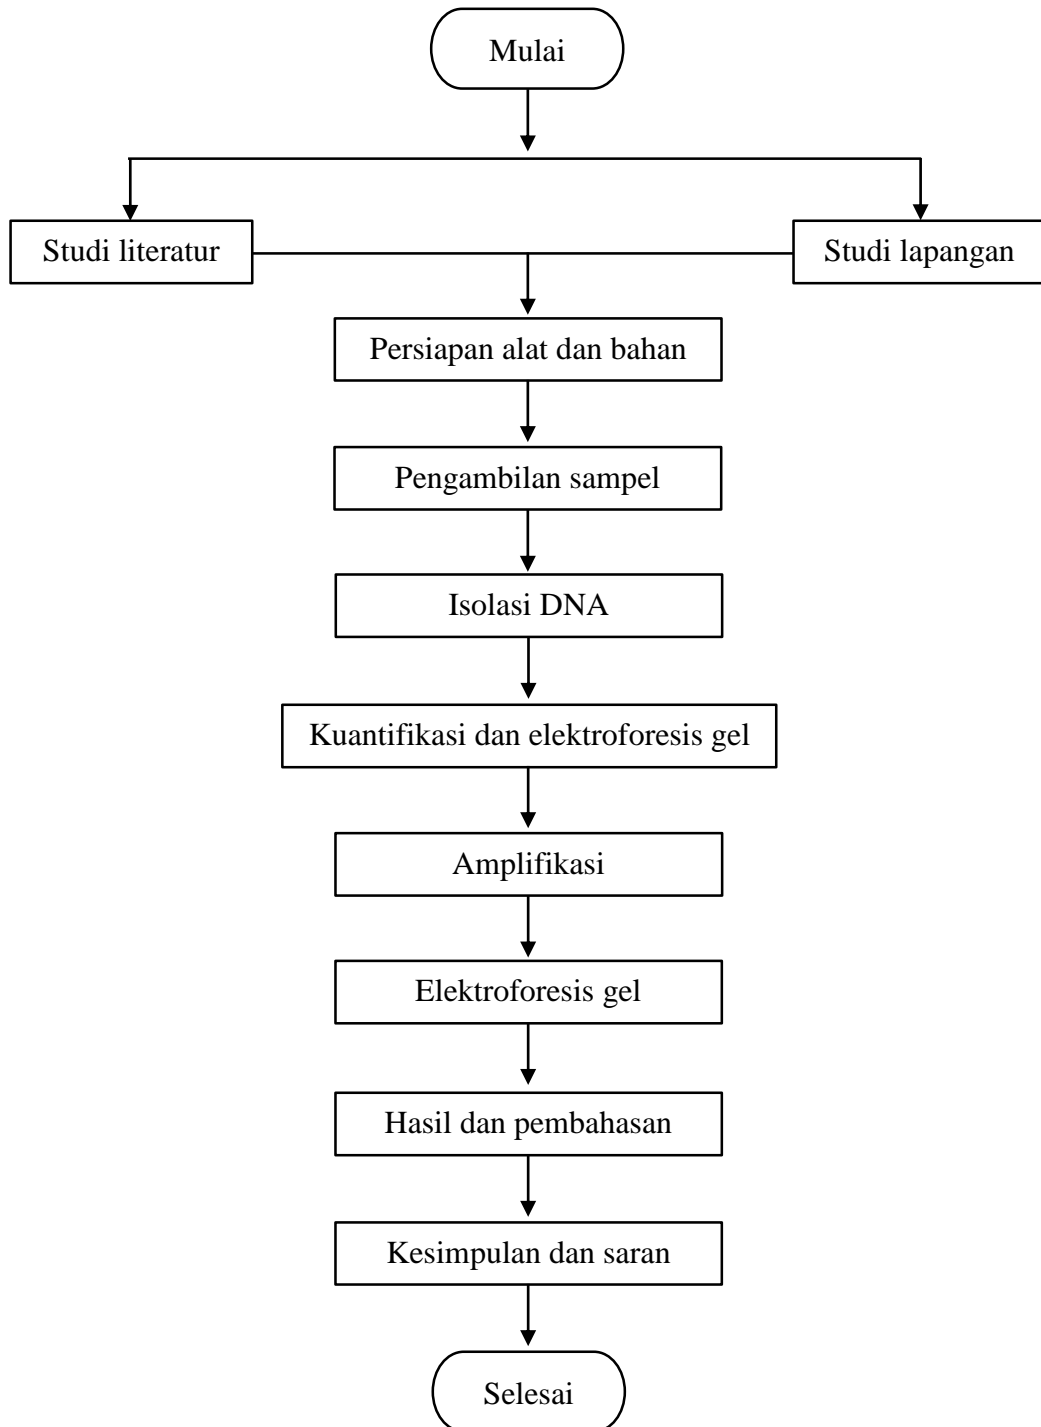 Mulai
Studi literatur
Studi lapangan
Persiapan alat dan bahan
Pengambilan sampel
Isolasi DNA
Kuantifikasi dan elektroforesis gel
Amplifikasi
Elektroforesis gel
Hasil dan pembahasan
Kesimpulan dan saran
Selesai